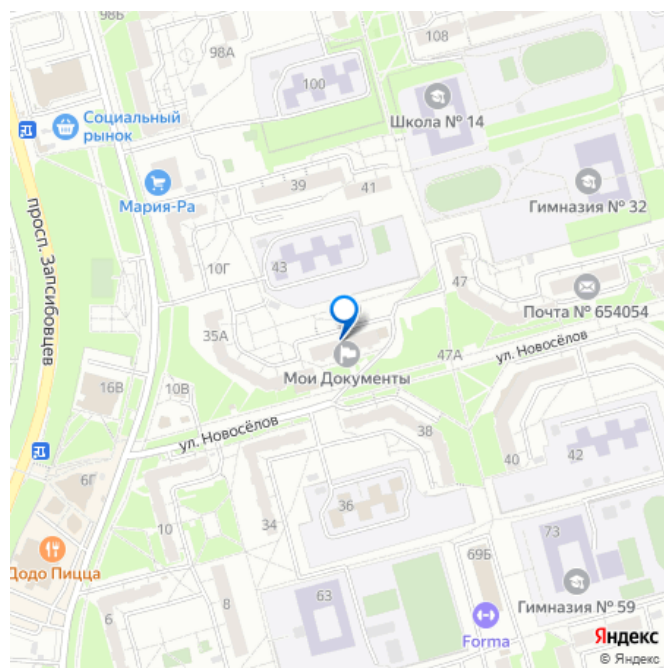 98А
98А
108
100
Социальный
рынок
Школа № 14
39
41
Мария-Ра
Гимназия № 32
просп. Запсибовцев
10Г
43
47
Почта № 654054
35А
47А
ул. Новосёлов
Мои Документы
16В
10В
ул. Новосёлов
38
40
42
6Г
36
10
34
73
69Б
Додо Пицца
63
8
6
Гимназия № 59
Forma
Яндекс
© Яндекс